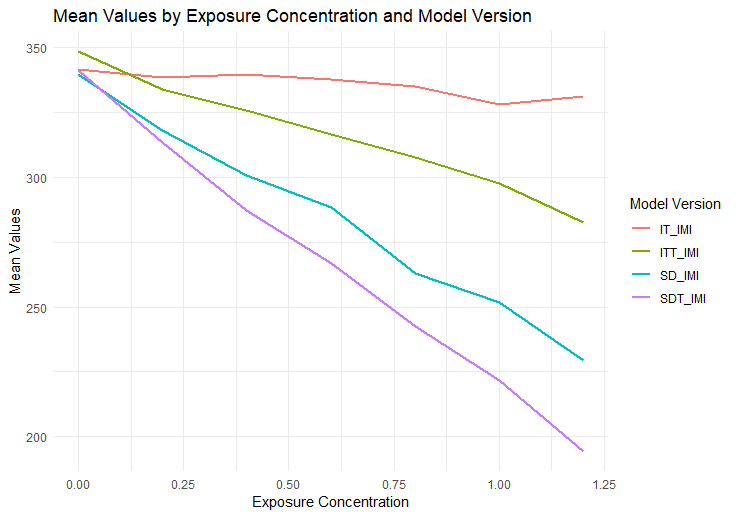 Mean Values by Exposure Concentration and Model Version
350
300
250
200
Mean Values
0.00 0.25 0.50 0.75 1.00 1.25
Exposure Concentration
Model Version
IT_IMI
ITT_IMI
SD_IMI
SDT_IMI